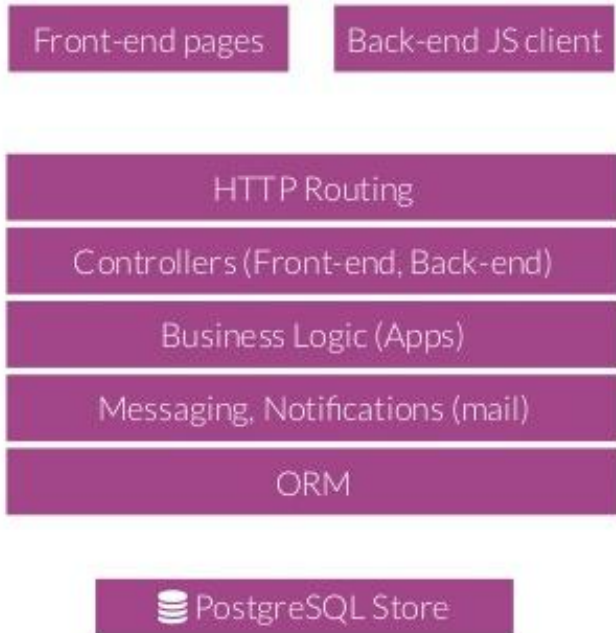 Front-end pages
Back-end JS client
HTTP Routing
Controllers (Front-end, Back-end)
Business Logic (Apps)
Messaging, Notifications (mail)
ORM
PostgreSQL Store